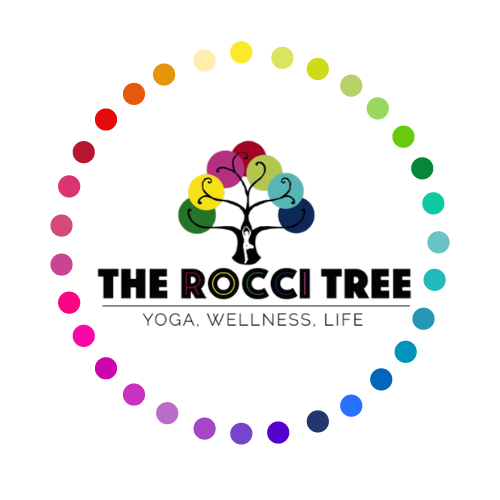 THE ROCCI TREE
YOGA, WELLNESS, LIFE